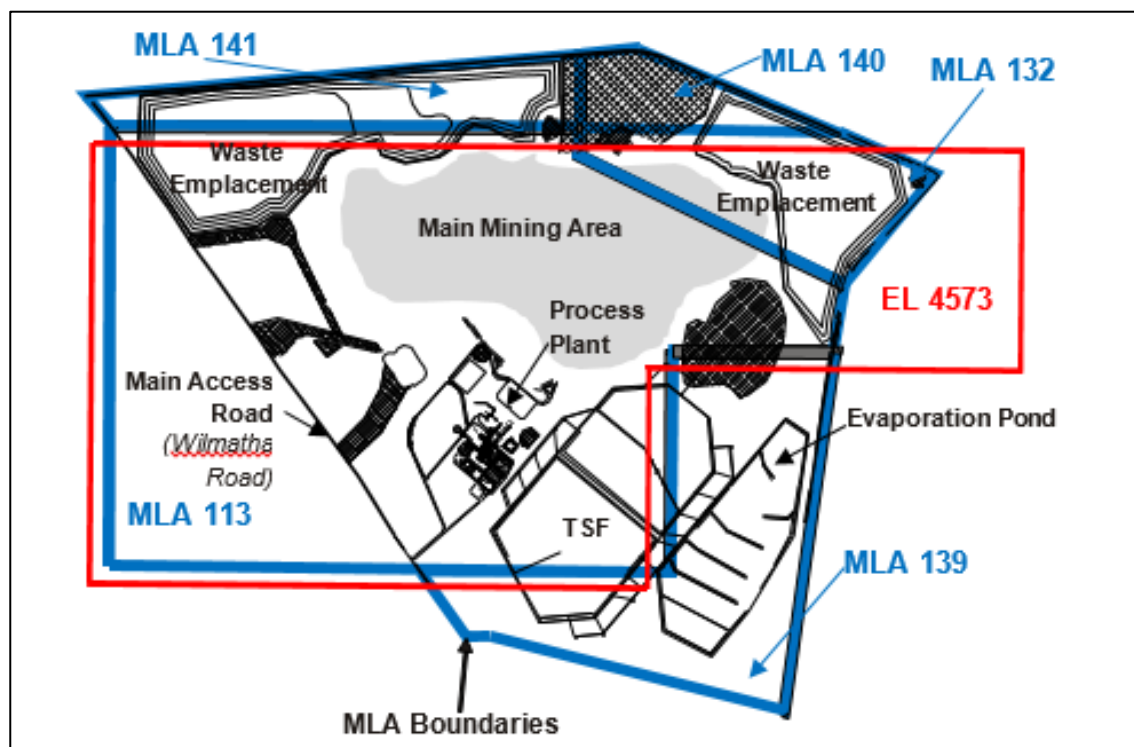 MLA 141
MLA 140
MLA 132
Waste
Emplacement
Waste
Emplacement
Main Mining Area
EL 4573
Process
Plant
Main Access
Road
(Wilmatha
Road)
Evaporation Pond
MLA 113
TSF
MLA 139
MLA Boundaries